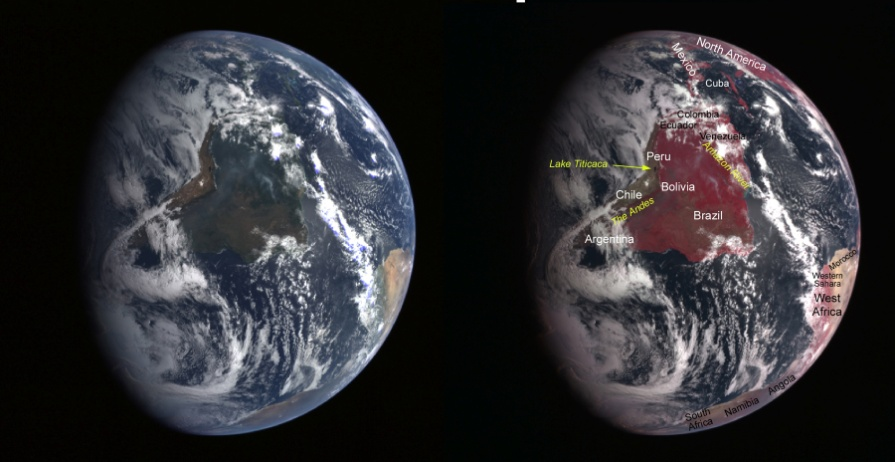 North America
Mexico
Cuba
Colombia
Ecuador
Venezuela
Amazon River
Peru
Lake Titicaca
Bolivia
Chile
The Andes
Brazil
Argentina
Morocco
Western
Sahara
West
Africa
Angola
Namibia
South
Africa